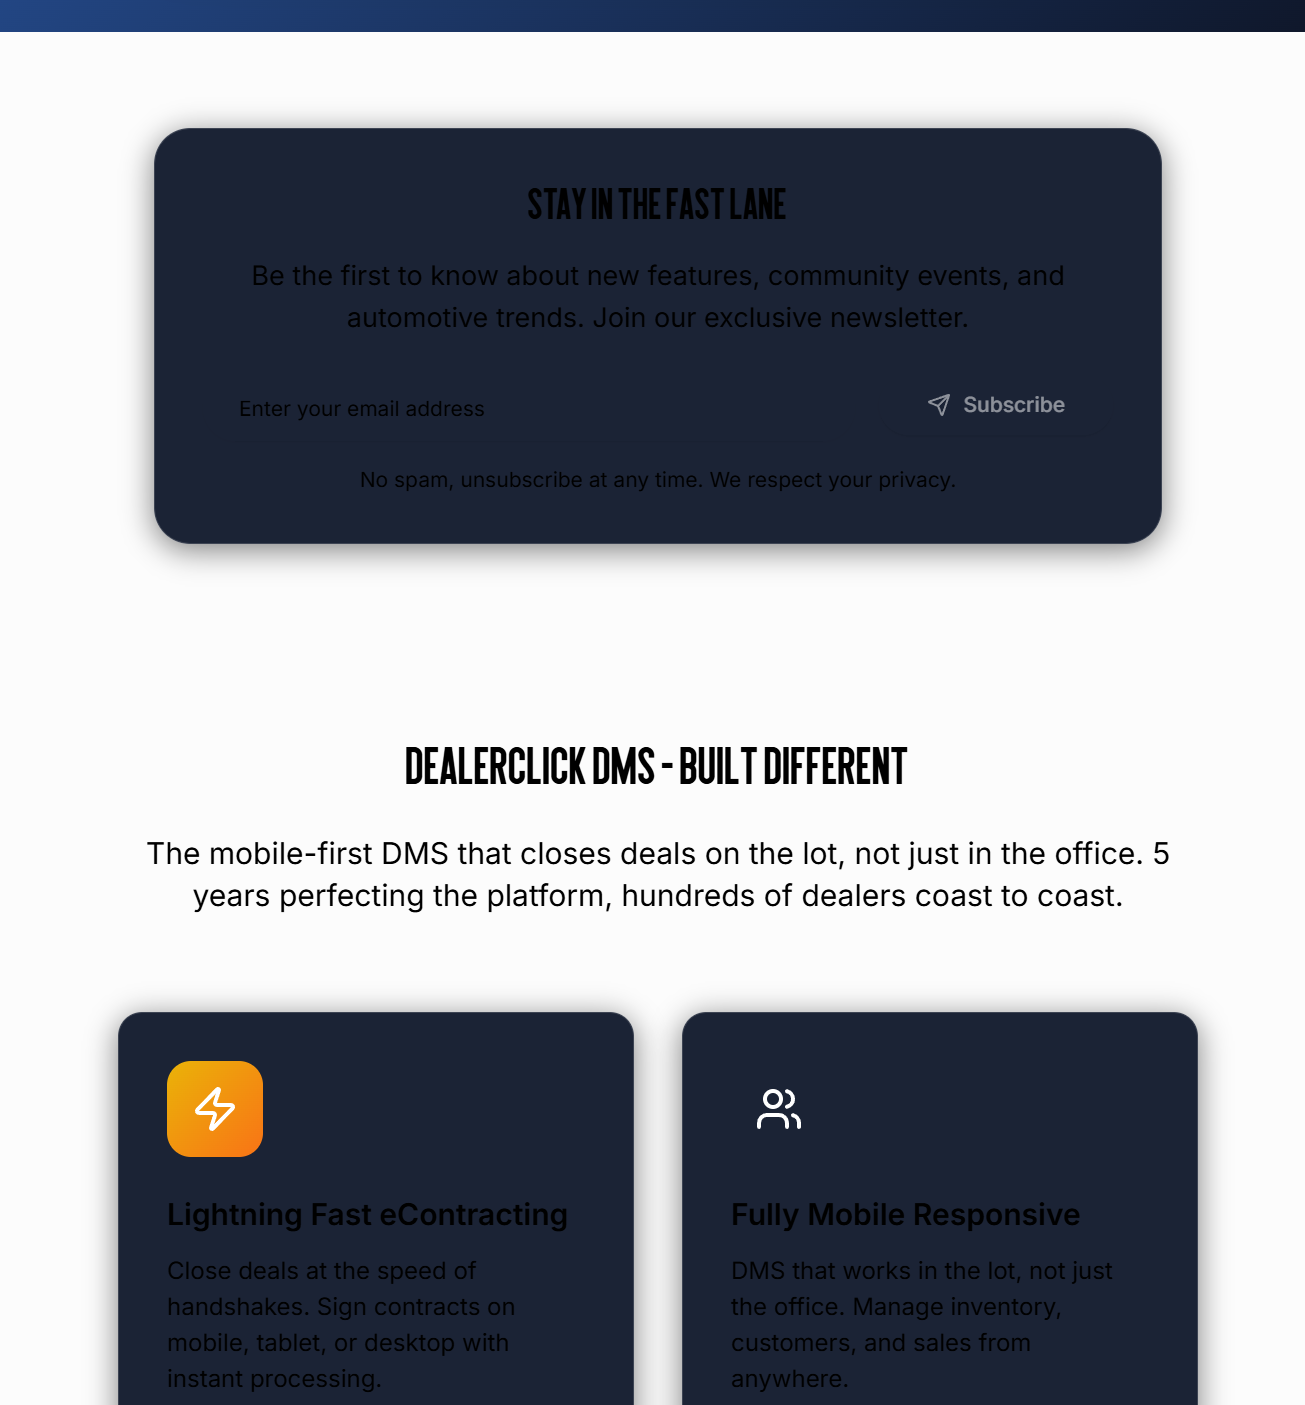 STAY IN THE FAST LANE
Be the first to know about new features, community events, and
automotive trends. Join our exclusive newsletter.
Enter your email address
Subscribe
No spam, unsubscribe at any time. We respect your privacy.
DEALERCLICK DMS - BUILT DIFFERENT
The mobile-first DMS that closes deals on the lot, not just in the office. 5
years perfecting the platform, hundreds of dealers coast to coast.
Lightning Fast eContracting
Close deals at the speed of
handshakes. Sign contracts on
mobile, tablet, or desktop with
instant processing.
Fully Mobile Responsive
DMS that works in the lot, not just
the office. Manage inventory,
customers, and sales from
anywhere.